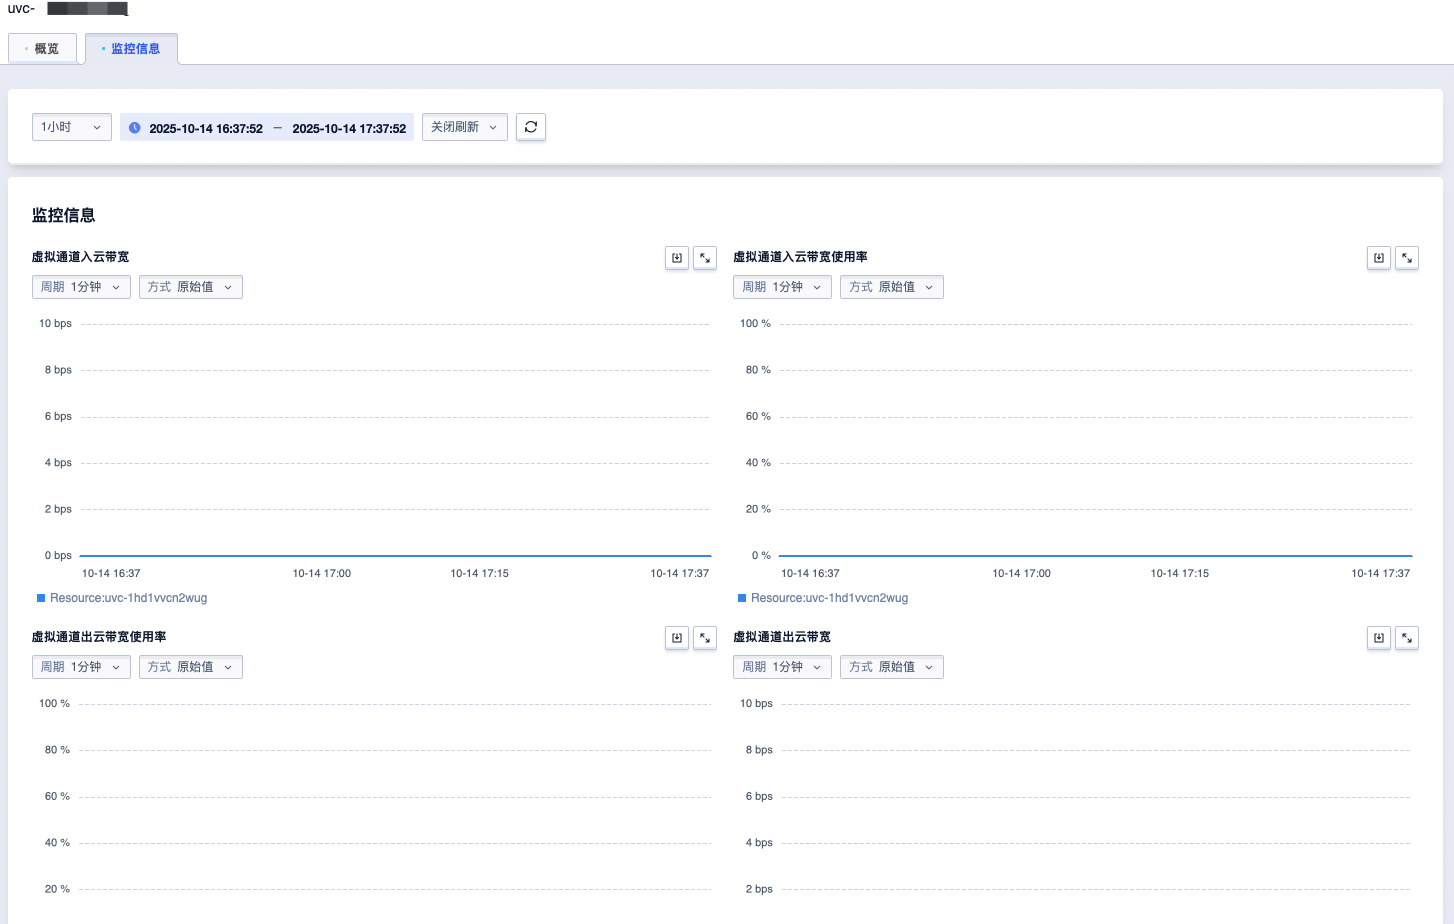 uvc-
概览 监控信息
1小时 2025-10-14 16:37:52 — 2025-10-14 17:37:52 关闭刷新
监控信息
虚拟通道入云带宽
周期 1分钟 方式 原始值
10 bps
8 bps
6 bps
4 bps
2 bps
0 bps
10-14 16:37 10-14 17:00 10-14 17:15 10-14 17:37
Resource:uvc-1hd1vvcn2wug
虚拟通道入云带宽使用率
周期 1分钟 方式 原始值
100 %
80 %
60 %
40 %
20 %
0 %
10-14 16:37 10-14 17:00 10-14 17:15 10-14 17:37
Resource:uvc-1hd1vvcn2wug
虚拟通道出云带宽使用率
周期 1分钟 方式 原始值
100 %
80 %
60 %
40 %
20 %
虚拟通道出云带宽
周期 1分钟 方式 原始值
10 bps
8 bps
6 bps
4 bps
2 bps